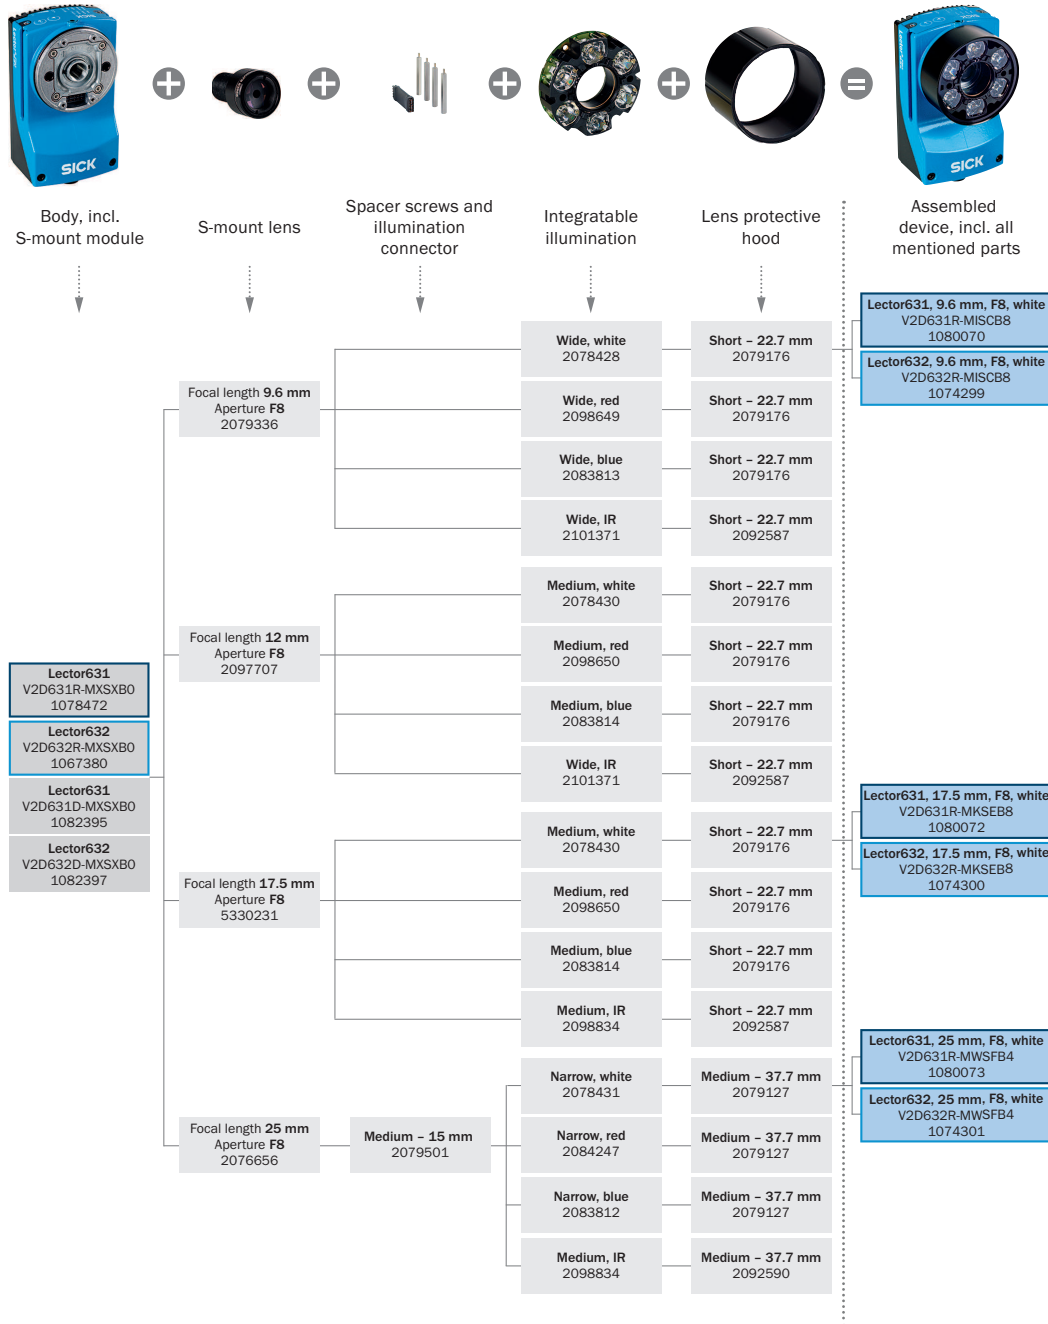 SICK
SICK
Body, incl.
S-mount module
S-mount lens
Spacer screws and
illumination
connector
Integratable
illumination
Lens protective
hood
Assembled
device, incl. all
mentioned parts
Lector631
V2D631R-MXSXB0
1078472
Lector632
V2D632R-MXSXB0
1067380
Lector631
V2D631D-MXSXB0
1082395
Lector632
V2D632D-MXSXB0
1082397
Focal length 9.6 mm
Aperture F8
2079336
Wide, white
2078428
Short – 22.7 mm
2079176
Lector631, 9.6 mm, F8, white
V2D631R-MISCB8
1080070
Lector632, 9.6 mm, F8, white
V2D632R-MISCB8
1074299
Wide, red
2098649
Short – 22.7 mm
2079176
Wide, blue
2083813
Short – 22.7 mm
2079176
Wide, IR
2101371
Short – 22.7 mm
2092587
Focal length 12 mm
Aperture F8
2097707
Medium, white
2078430
Short – 22.7 mm
2079176
Medium, red
2098650
Short – 22.7 mm
2079176
Medium, blue
2083814
Short – 22.7 mm
2079176
Wide, IR
2101371
Short – 22.7 mm
2092587
Focal length 17.5 mm
Aperture F8
5330231
Medium, white
2078430
Short – 22.7 mm
2079176
Lector631, 17.5 mm, F8, white
V2D631R-MKSEB8
1080072
Lector632, 17.5 mm, F8, white
V2D632R-MKSEB8
1074300
Medium, red
2098650
Short – 22.7 mm
2079176
Medium, blue
2083814
Short – 22.7 mm
2079176
Medium, IR
2098834
Short – 22.7 mm
2092587
Focal length 25 mm
Aperture F8
2076656
Medium – 15 mm
2079501
Narrow, white
2078431
Medium – 37.7 mm
2079127
Lector631, 25 mm, F8, white
V2D631R-MWSFB4
1080073
Lector632, 25 mm, F8, white
V2D632R-MWSFB4
1074301
Narrow, red
2084247
Medium – 37.7 mm
2079127
Narrow, blue
2083812
Medium – 37.7 mm
2079127
Medium, IR
2098834
Medium – 37.7 mm
2092590